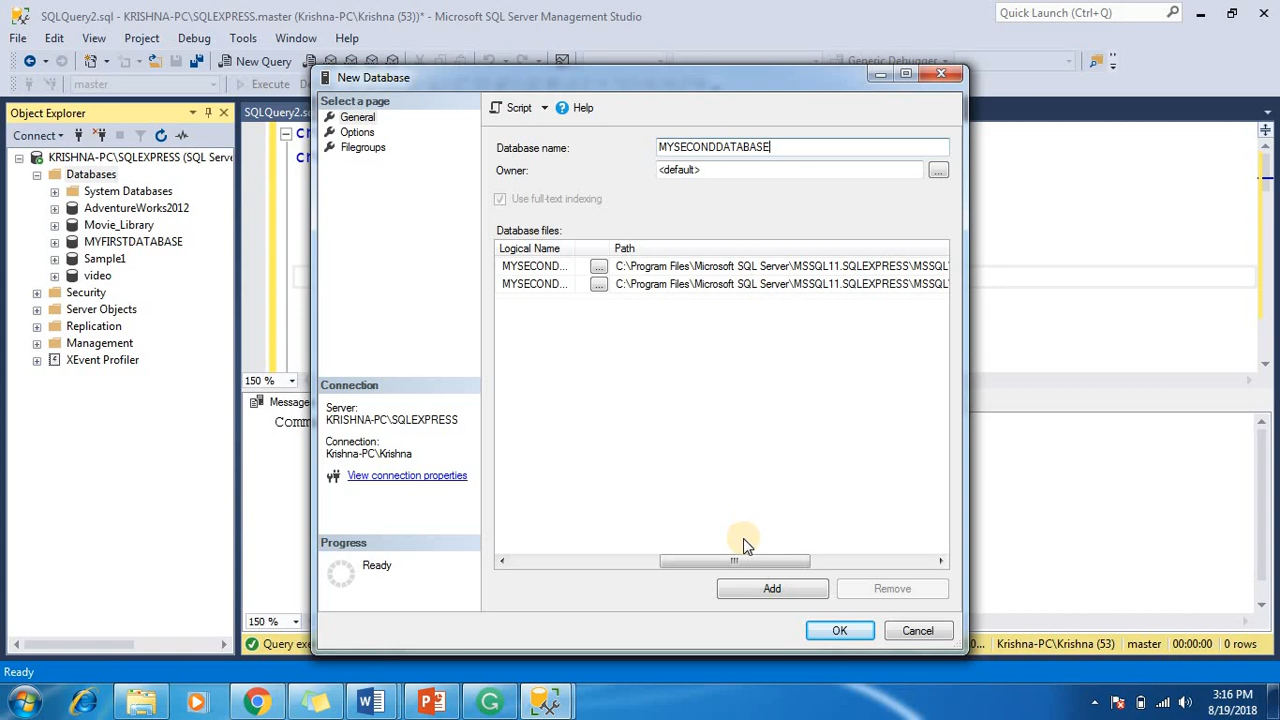 SQLQuery2.sql - KRISHNA-PC\SQLEXPRESS.master (Krishna-PC\Krishna (53))* - Microsoft SQL Server Management Studio
Quick Launch (Ctrl+Q)
File Edit View Project Debug Tools Window Help
New Query
Generic Debugger
master
Execute
Object Explorer
SQLQuery2.s
Connect
KRISHNA-PC\SQLEXPRESS (SQL Serve
Databases
System Databases
AdventureWorks2012
Movie_Library
MYFIRSTDATABASE
Sample1
video
Security
Server Objects
Replication
Management
XEvent Profiler
150 %
Message
Comm
150 %
Query exe
New Database
Select a page
General
Options
Filegroups
Script Help
Database name: MYSECONDDATABASE
Owner: <default>
...
Use full-text indexing
Database files:
Logical Name Path
MYSECOND... ... C:\Program Files\Microsoft SQL Server\MSSQL11.SQLEXPRESS\MSSQL\
MYSECOND... ... C:\Program Files\Microsoft SQL Server\MSSQL11.SQLEXPRESS\MSSQL\
Connection
Server:
KRISHNA-PC\SQLEXPRESS
Connection:
Krishna-PC\Krishna
View connection properties
Progress
Ready
Add Remove
OK Cancel
Krishna-PC\Krishna (53) master 00:00:00 0 rows
Ready
3:16 PM
8/19/2018